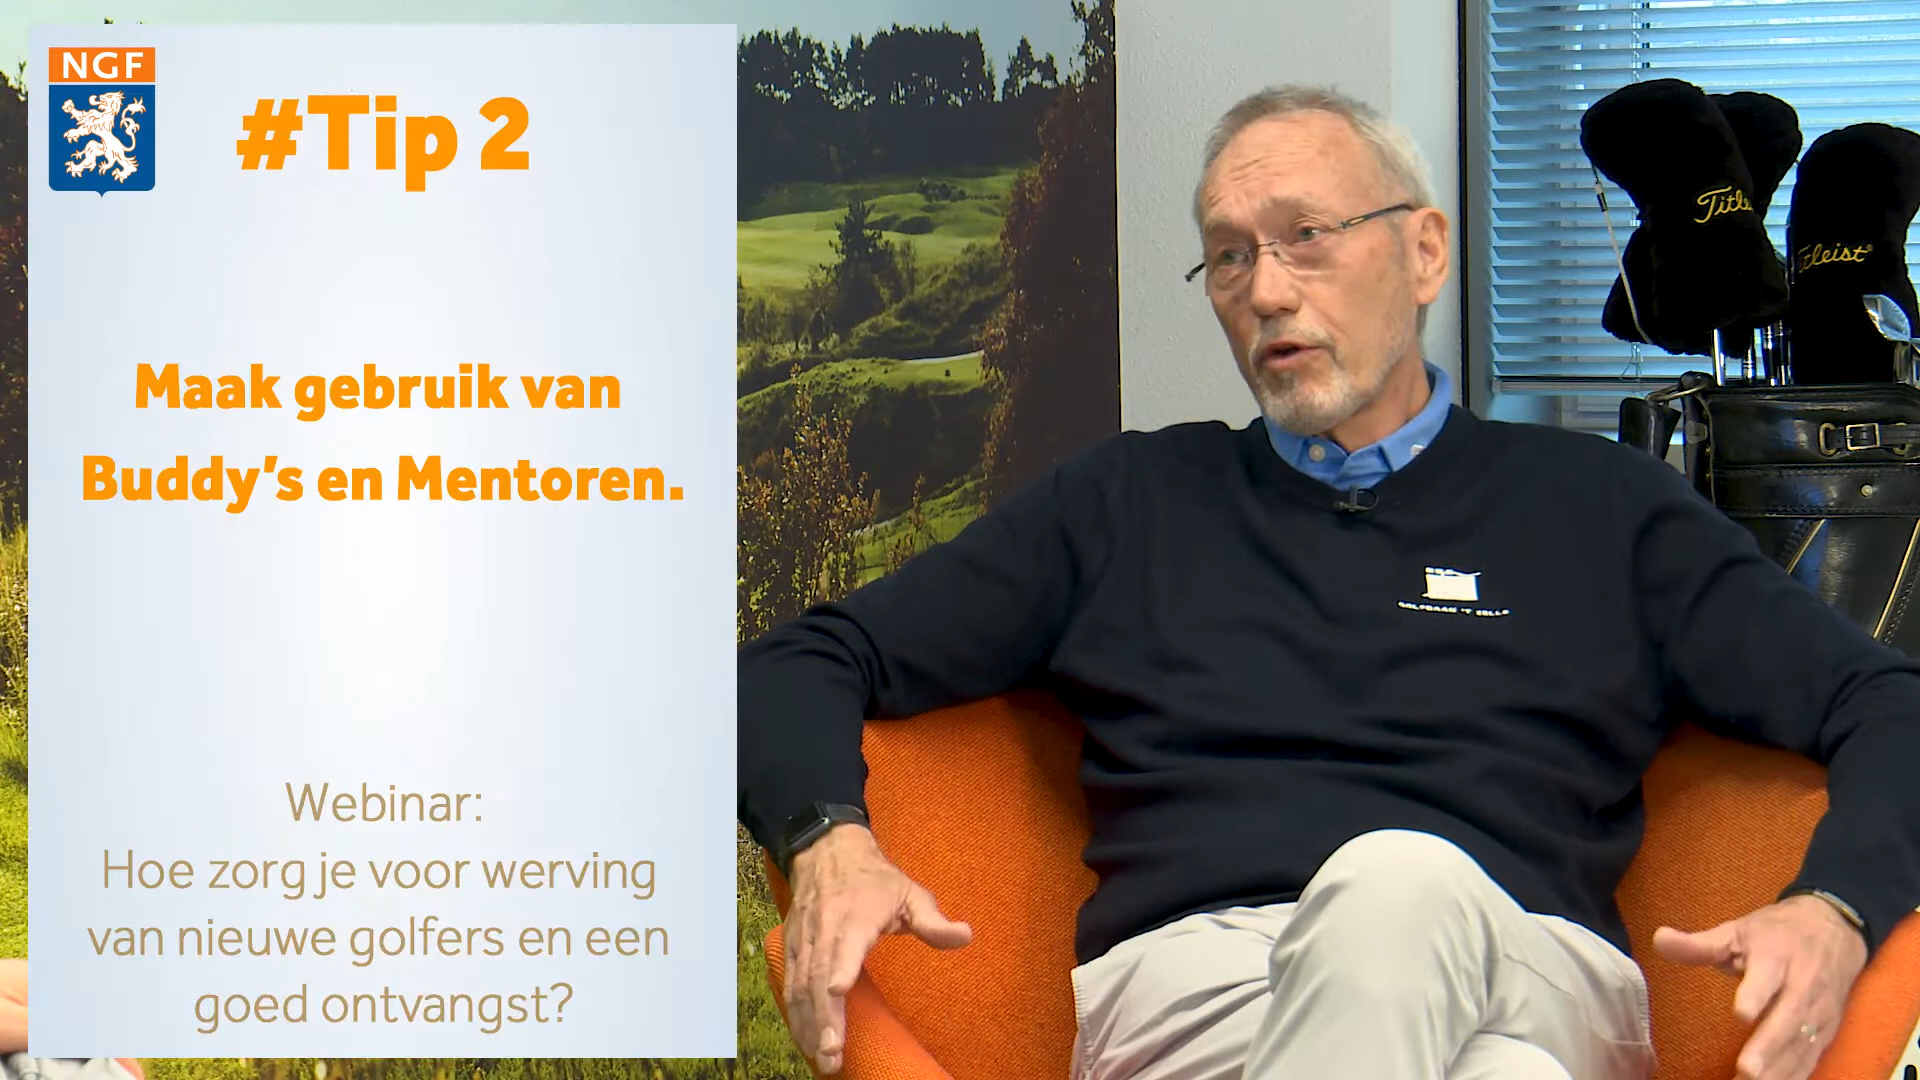 NGF
#Tip 2
Maak gebruik van
Buddy's en Mentoren.
Webinar:
Hoe zorg je voor werving
van nieuwe golfers en een
goed ontvangst?
Titleist